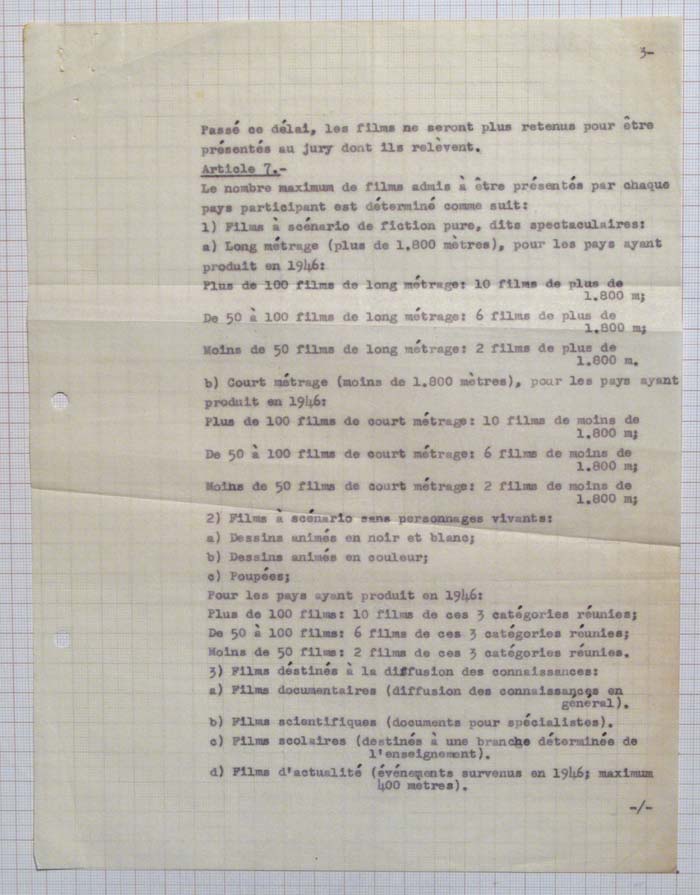 3-
Passé ce délai, les films ne seront plus retenus pour être
présentés au jury dont ils relèvent.
Article 7.-
Le nombre maximum de films admis à être présentés par chaque
pays participant est déterminé comme suit:
1) Films à scénario de fiction pure, dits spectaculaires:
a) Long métrage (plus de 1.800 mètres), pour les pays ayant
produit en 1946:
Plus de 100 films de long métrage: 10 films de plus de
1.800 m;
De 50 à 100 films de long métrage: 6 films de plus de
1.800 m;
Moins de 50 films de long métrage: 2 films de plus de
1.800 m.
b) Court métrage (moins de 1.800 mètres), pour les pays ayant
produit en 1946:
Plus de 100 films de court métrage: 10 films de moins de
1.800 m;
De 50 à 100 films de court métrage: 6 films de moins de
1.800 m;
Moins de 50 films de court métrage: 2 films de moins de
1.800 m;
2) Films à scénario sans personnages vivants:
a) Dessins animés en noir et blanc;
b) Dessins animés en couleur;
c) Poupées;
Pour les pays ayant produit en 1946:
Plus de 100 films: 10 films de ces 3 catégories réunies;
De 50 à 100 films: 6 films de ces 3 catégories réunies;
Moins de 50 films: 2 films de ces 3 catégories réunies.
3) Films déstinés à la diffusion des connaissances:
a) Films documentaires (diffusion des connaissances en
général).
b) Films scientifiques (documents pour spécialistes).
c) Films scolaires (destinés à une branche déterminée de
l'enseignement).
d) Films d'actualité (événements survenus en 1946; maximum
400 mètres).
-/-